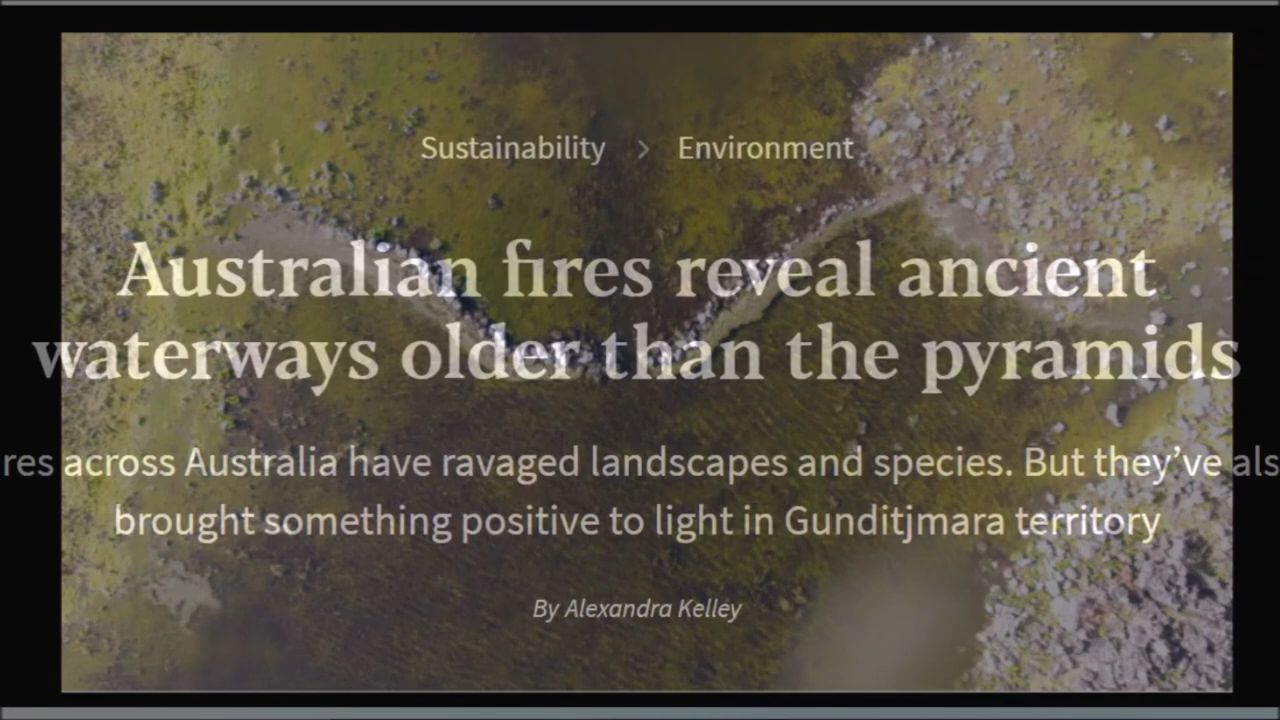 Sustainability > Environment
Australian fires reveal ancient
waterways older than the pyramids
res across Australia have ravaged landscapes and species. But they’ve als
brought something positive to light in Gunditjmara territory
By Alexandra Kelley